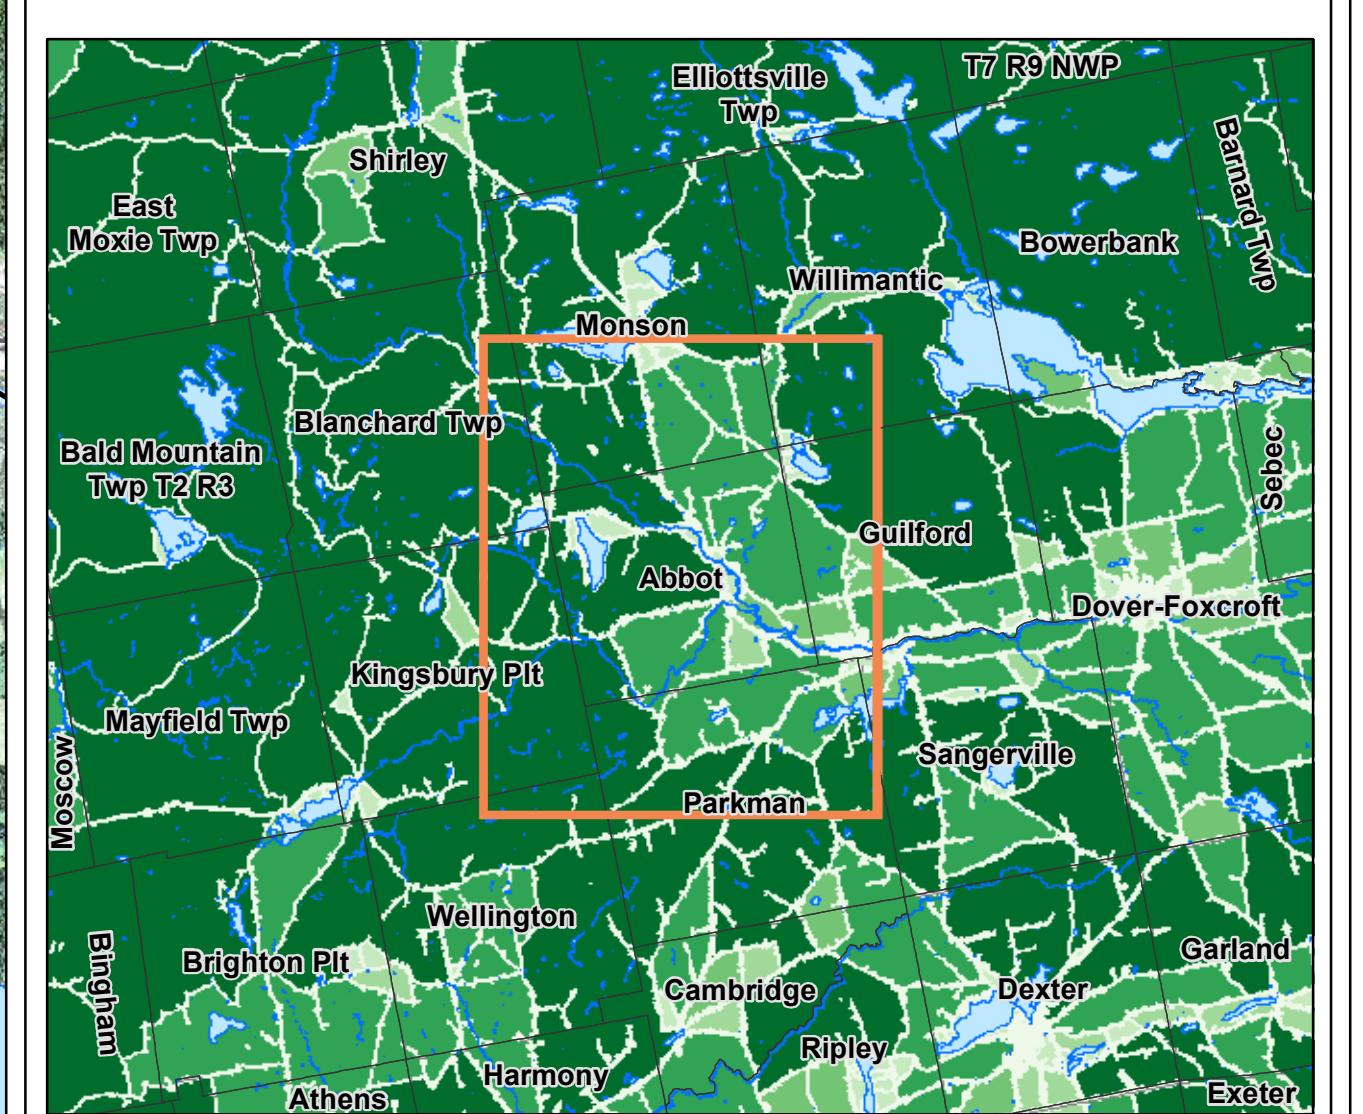 T7 R9 NWP
Elliottsville
Twp
Barnard Twp
Shirley
East
Moxie Twp
Bowerbank
Willimantic
Monson
Blanchard Twp
Bald Mountain
Twp T2 R3
Sebec
Guilford
Abbot
Dover-Foxcroft
Kingsbury Plt
Mayfield Twp
Moscow
Sangerville
Parkman
Wellington
Bingham
Brighton Plt
Garland
Cambridge
Dexter
Ripley
Harmony
Athens
Exeter